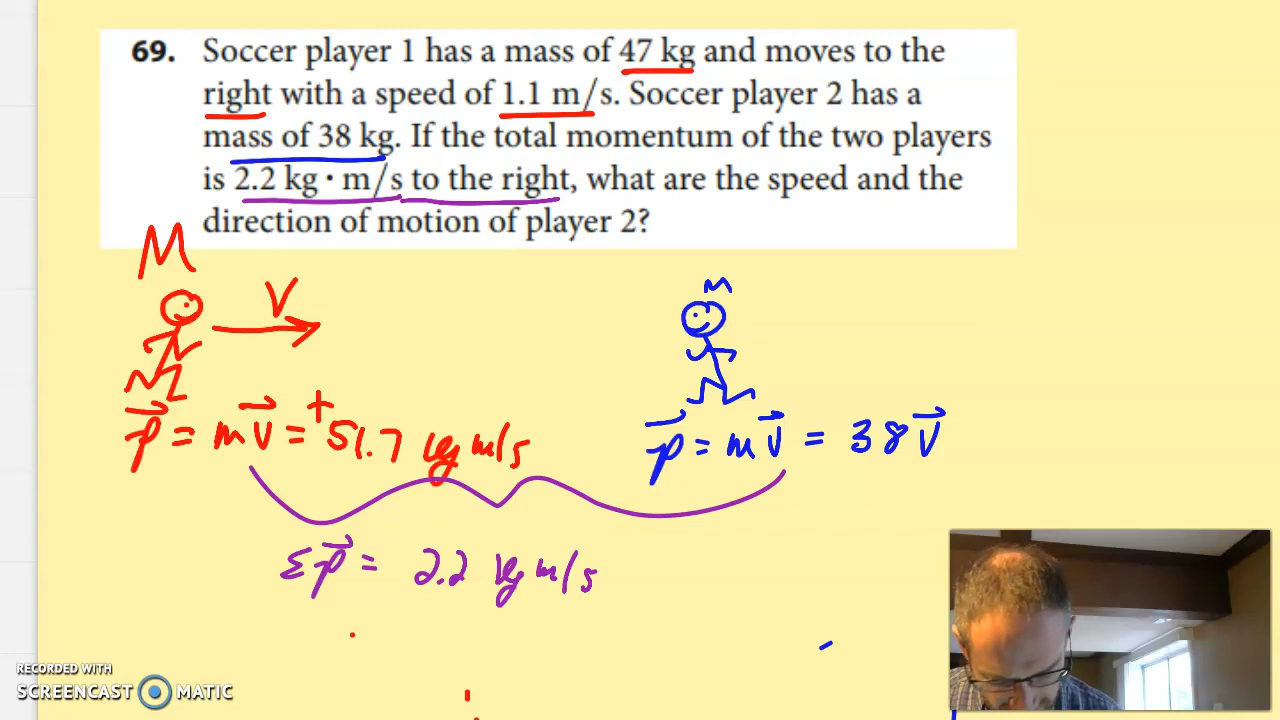 69. Soccer player 1 has a mass of 47 kg and moves to the
right with a speed of 1.1 m/s. Soccer player 2 has a
mass of 38 kg. If the total momentum of the two players
is 2.2 kg · m/s to the right, what are the speed and the
direction of motion of player 2?
M
V
M
p = mv = +51.7 kg m/s
p = mv = 38 v
Σp = 2.2 kg m/s
RECORDED WITH
SCREENCAST MATIC